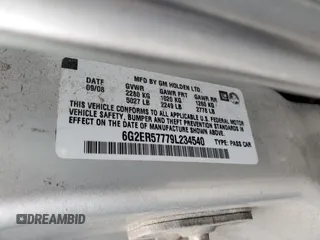 MFD BY GM HOLDEN LTD.
DATE GVWR GAWR FRT GAWR RR
09/08 2280 KG 1020 KG 1260 KG
5027 LB 2249 LB 2778 LB
THIS VEHICLE CONFORMS TO ALL APPLICABLE U.S. FEDERAL MOTOR
VEHICLE SAFETY, BUMPER, AND THEFT PREVENTION STANDARDS
IN EFFECT ON THE DATE OF MANUFACTURE SHOWN ABOVE.
6G2ER57779L234540
TYPE: PASS CAR
DREAMBID